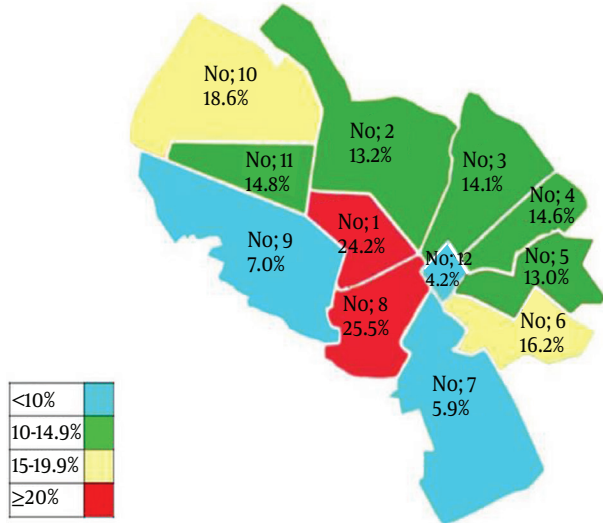 No; 10
18.6%
No; 2
13.2%
No; 3
14.1%
No; 11
14.8%
No; 4
14.6%
No; 1
24.2%
No; 9
7.0%
No; 12
4.2%
No; 5
13.0%
No; 8
25.5%
No; 6
16.2%
No; 7
5.9%
<10%
10-14.9%
15-19.9%
≥20%